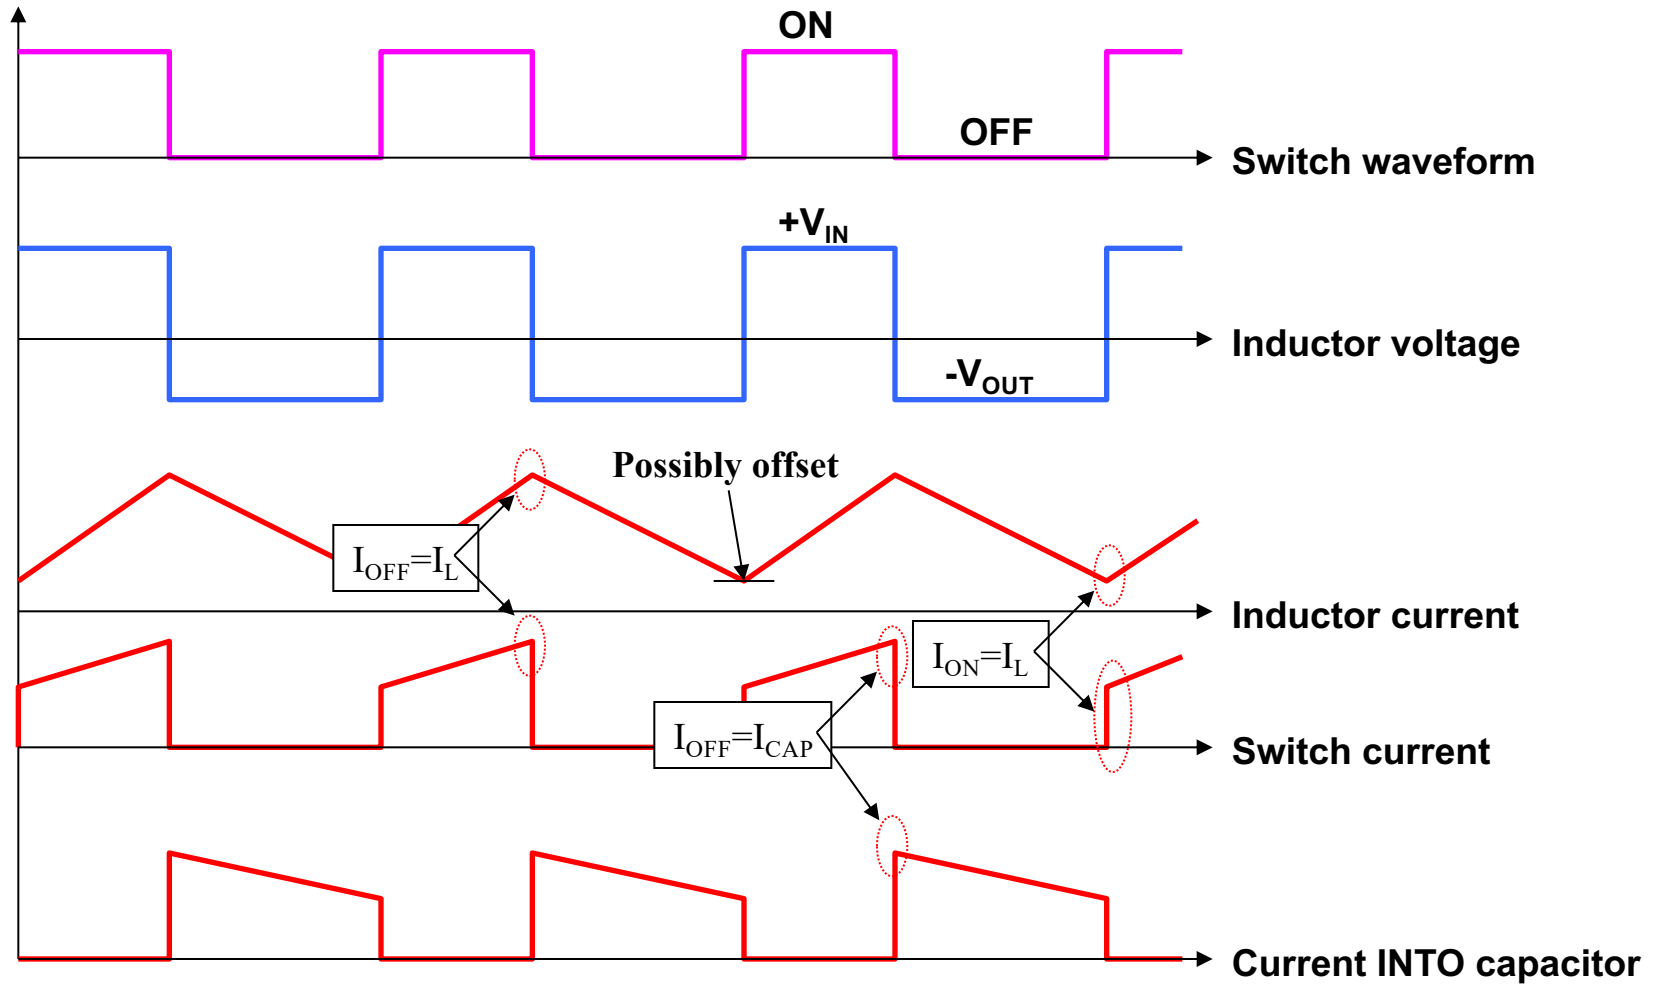 ON
OFF
Switch waveform
+VIN
Inductor voltage
-VOUT
Possibly offset
IOFF=IL
Inductor current
ION=IL
IOFF=ICAP
Switch current
Current INTO capacitor